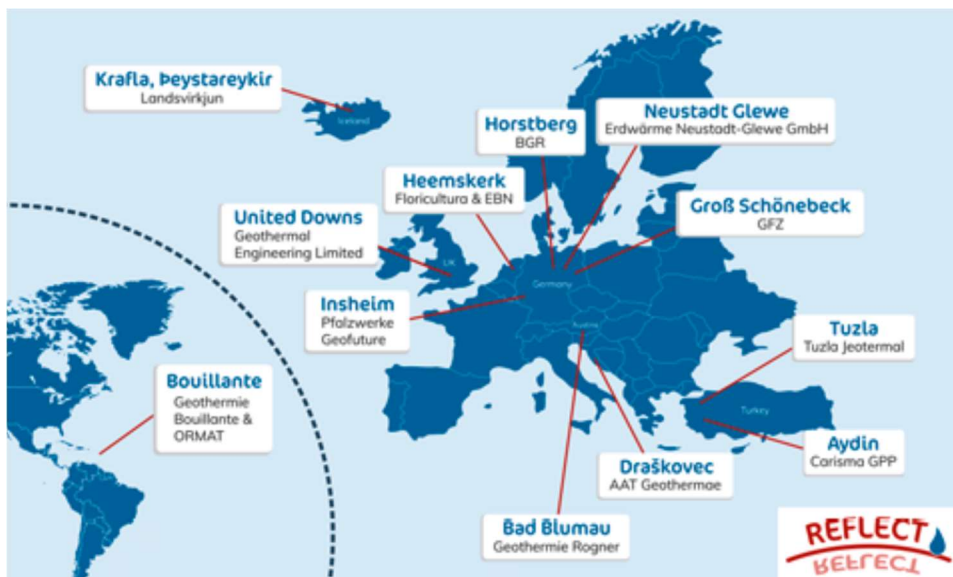 Krafla, Þeystareykir
Landsvirkjun
Iceland
Horstberg
BGR
Neustadt Glewe
Erdwärme Neustadt-Glewe GmbH
Heemskerk
Floricultura & EBN
United Downs
Geothermal
Engineering Limited
UK
Groß Schönebeck
GFZ
Germany
Insheim
Pfalzwerke
Geofuture
Austria
Tuzla
Tuzla Jeotermal
Bouillante
Geothermie
Bouillante &
ORMAT
Turkey
Aydin
Carisma GPP
Draškovec
AAT Geothermae
Bad Blumau
Geothermie Rogner
REFLECT
REFLECT